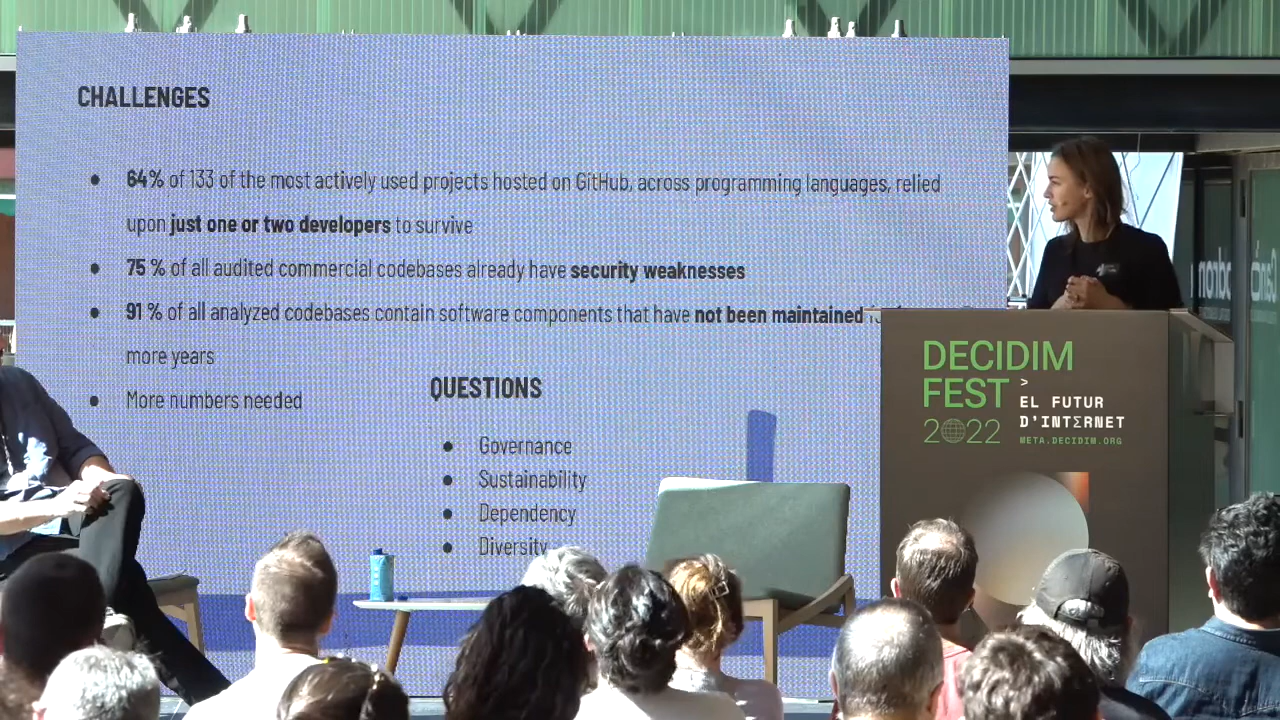 CHALLENGES
● 64% of 133 of the most actively used projects hosted on GitHub, across programming languages, relied
upon just one or two developers to survive
● 75 % of all audited commercial codebases already have security weaknesses
● 91 % of all analyzed codebases contain software components that have not been maintained
more years
● More numbers needed
QUESTIONS
● Governance
● Sustainability
● Dependency
● Diversity
DECIDIM
FEST
2022
>
EL FUTUR
D'INTΣRNET
META.DECIDIM.ORG